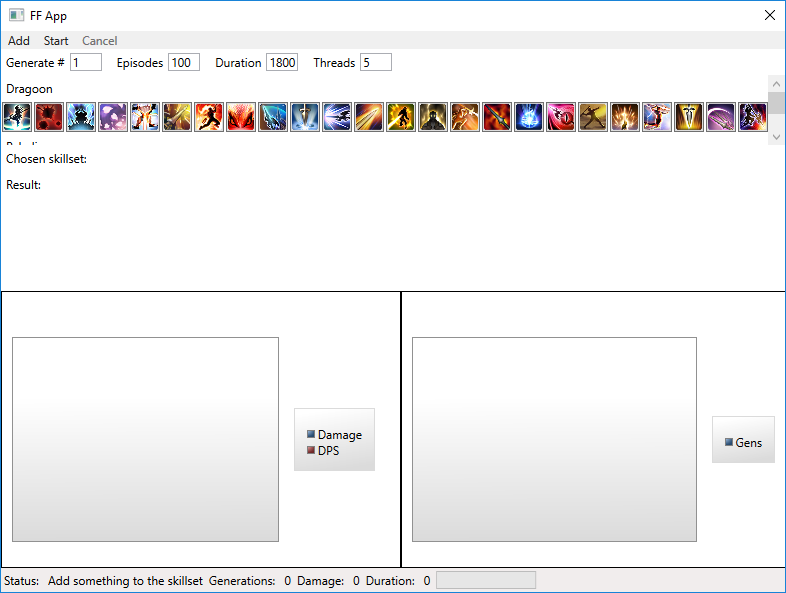 FF App
Add Start Cancel
Generate # 1 Episodes 100 Duration 1800 Threads 5
Dragoon
Chosen skillset:
Result:
Damage
DPS
Gens
Status: Add something to the skillset Generations: 0 Damage: 0 Duration: 0